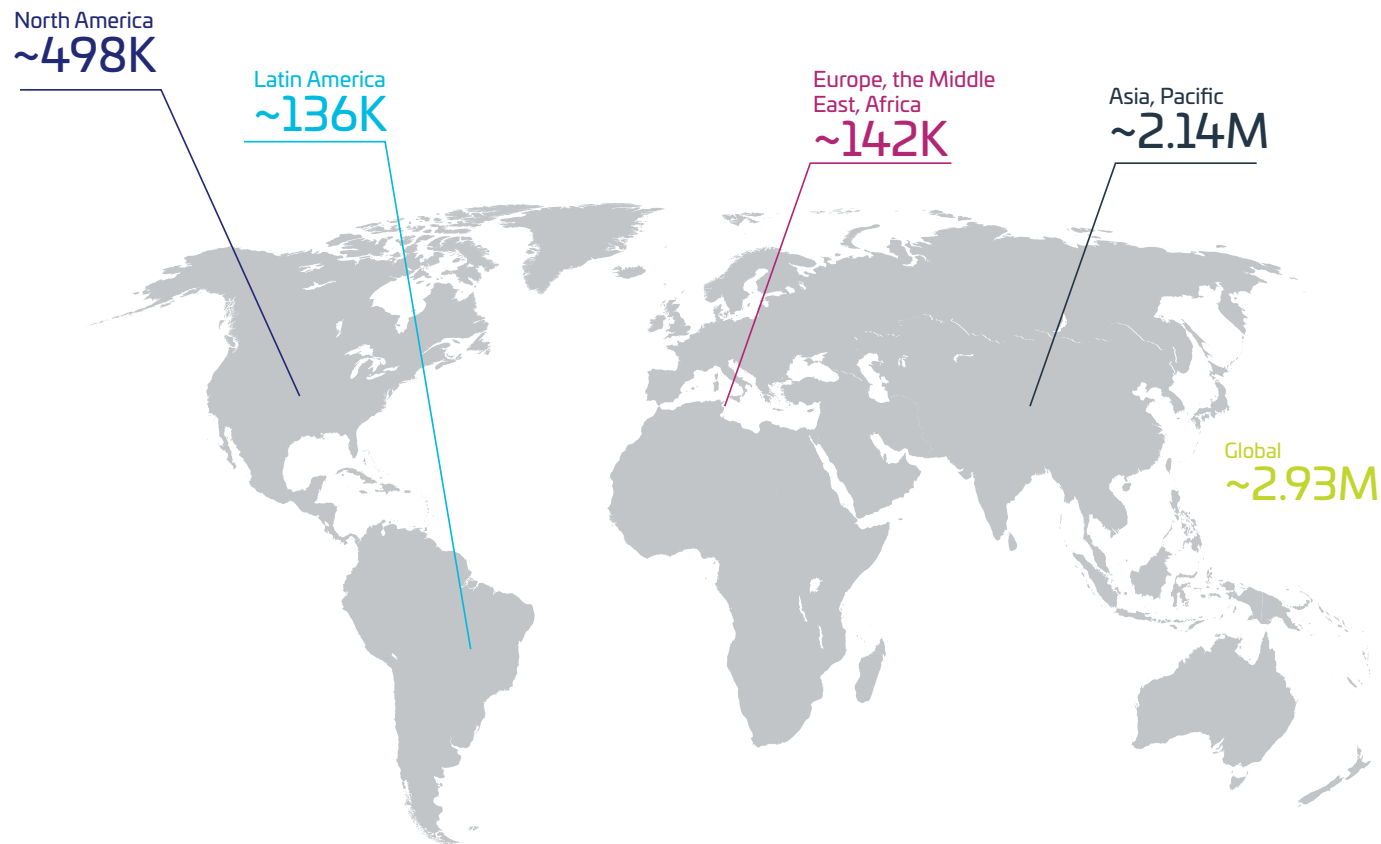 North America
~498K
Latin America
~136K
Europe, the Middle
East, Africa
~142K
Asia, Pacific
~2.14M
Global
~2.93M